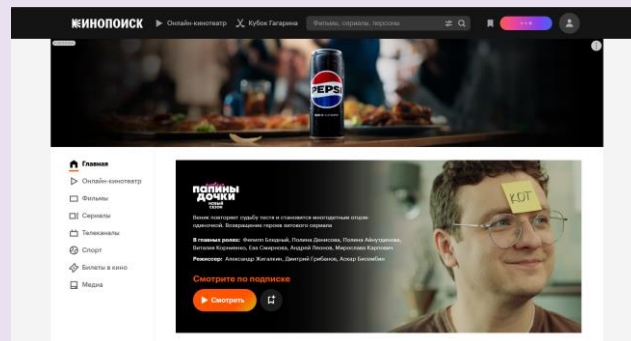 КИНОПОИСК
Онлайн-кинотеатр
Кубок Гагарина
Фильмы, сериалы, персоны
PEPSI
Главная
Онлайн-кинотеатр
Фильмы
Сериалы
Телеканалы
Спорт
Билеты в кино
Медиа
папины
дочки
новый
сезон
Веник повторяет судьбу тестя и становится многодетным отцом-
одиночкой. Возвращение героев хитового сериала
В главных ролях: Филипп Бледный, Полина Денисова, Полина Айнутдинова,
Виталия Корниенко, Ева Смирнова, Андрей Леонов, Мирослава Карпович
Режиссер: Александр Жигалкин, Дмитрий Грибанов, Аскар Бисембин
Смотрите по подписке
Смотреть
КОТ